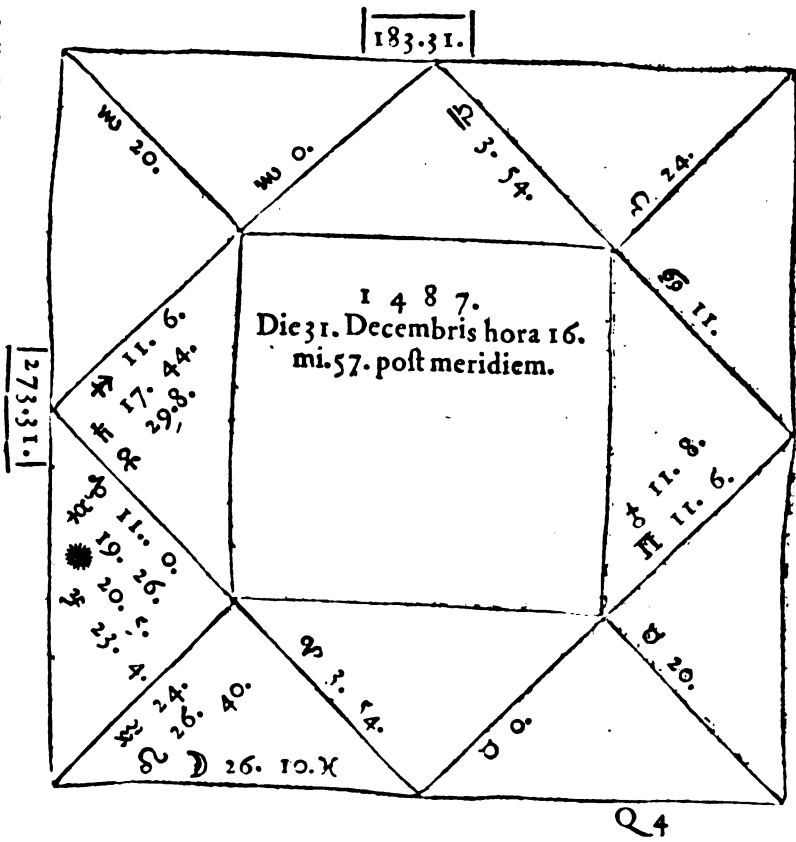 183.31.
♏ 20.
♏ 0.
♎ 3. 54.
♌ 24.
♋ 11.
1 4 8 7.
Die 31. Decembris hora 16.
mi. 57. poſt meridiem.
273.31.
♐ 11. 6.
17. 44.
29.8.
♑ 11. 0.
19. 26.
20.
♃ 23. 4.
♂ 11. 8.
♊ 11. 6.
♉ 20.
♉ 0.
3. 54.
♒ 24.
☊ 26. 40.
☽ 26. 10. ♓
Q 4